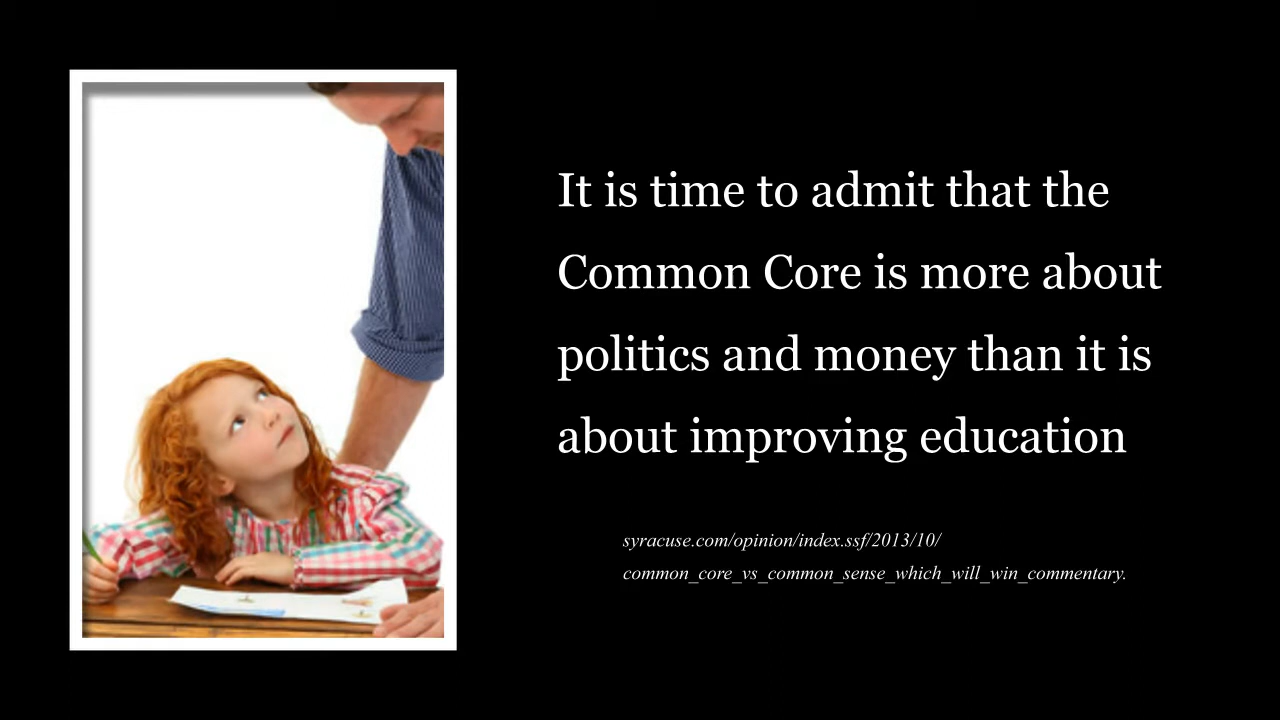 It is time to admit that the
Common Core is more about
politics and money than it is
about improving education
syracuse.com/opinion/index.ssf/2013/10/
common_core_vs_common_sense_which_will_win_commentary.